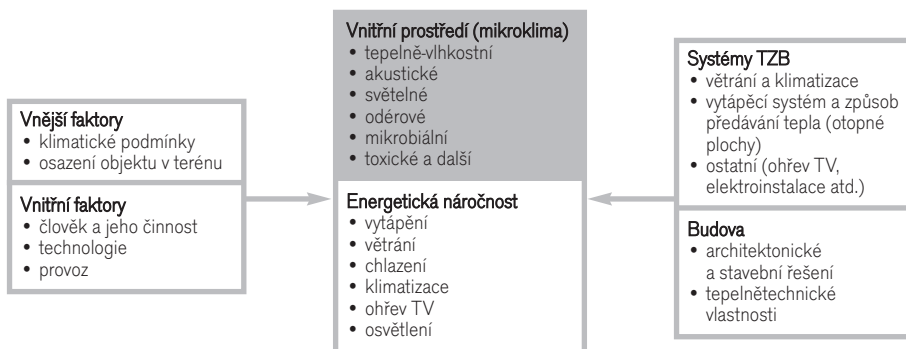 Vnější faktory
• klimatické podmínky
• osazení objektu v terénu
Vnitřní faktory
• člověk a jeho činnost
• technologie
• provoz
Vnitřní prostředí (mikroklima)
• tepelně-vlhkostní
• akustické
• světelné
• odérové
• mikrobiální
• toxické a další
Energetická náročnost
• vytápění
• větrání
• chlazení
• klimatizace
• ohřev TV
• osvětlení
Systémy TZB
• větrání a klimatizace
• vytápěcí systém a způsob
předávání tepla (otopné
plochy)
• ostatní (ohřev TV,
elektroinstalace atd.)
Budova
• architektonické
a stavební řešení
• tepelnětechnické
vlastnosti